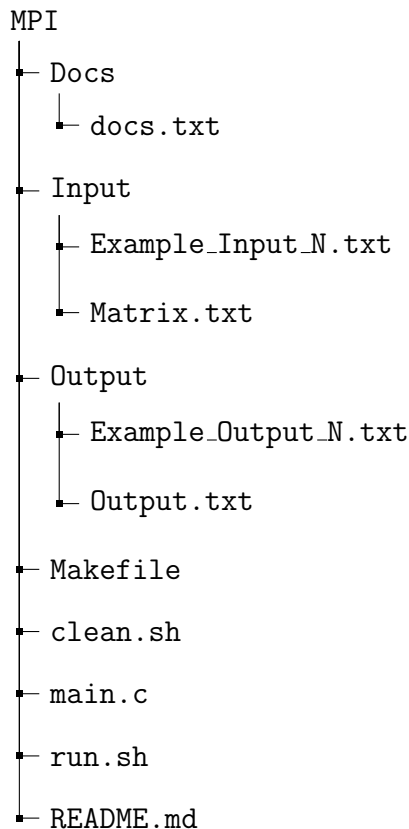 MPI
Docs
docs.txt
Input
Example_Input_N.txt
Matrix.txt
Output
Example_Output_N.txt
Output.txt
Makefile
clean.sh
main.c
run.sh
README.md